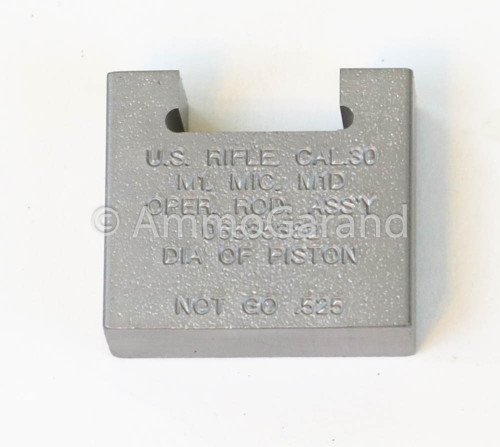 U.S. RIFLE. CAL.30
M1. M1C. M1D
OPER. ROD. ASS'Y
© AmmoGarand
DIA OF PISTON
NOT GO .525